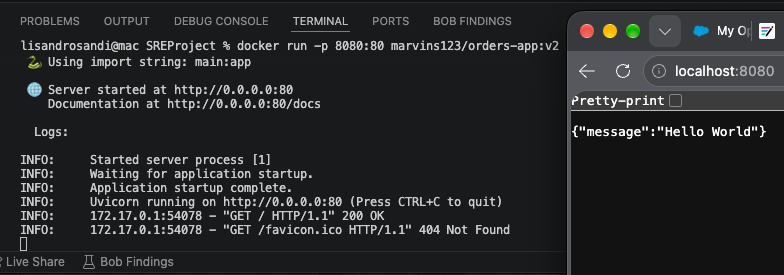 PROBLEMS OUTPUT DEBUG CONSOLE TERMINAL PORTS BOB FINDINGS
lisandrosandi@mac SREProject % docker run -p 8080:80 marvins123/orders-app:v2
🐍 Using import string: main:app
🌐 Server started at http://0.0.0.0:80
Documentation at http://0.0.0.0:80/docs
Logs:
INFO: Started server process [1]
INFO: Waiting for application startup.
INFO: Application startup complete.
INFO: Uvicorn running on http://0.0.0.0:80 (Press CTRL+C to quit)
INFO: 172.17.0.1:54078 - "GET / HTTP/1.1" 200 OK
INFO: 172.17.0.1:54078 - "GET /favicon.ico HTTP/1.1" 404 Not Found
Live Share Bob Findings
My Op
localhost:8080
Pretty-print
{"message":"Hello World"}